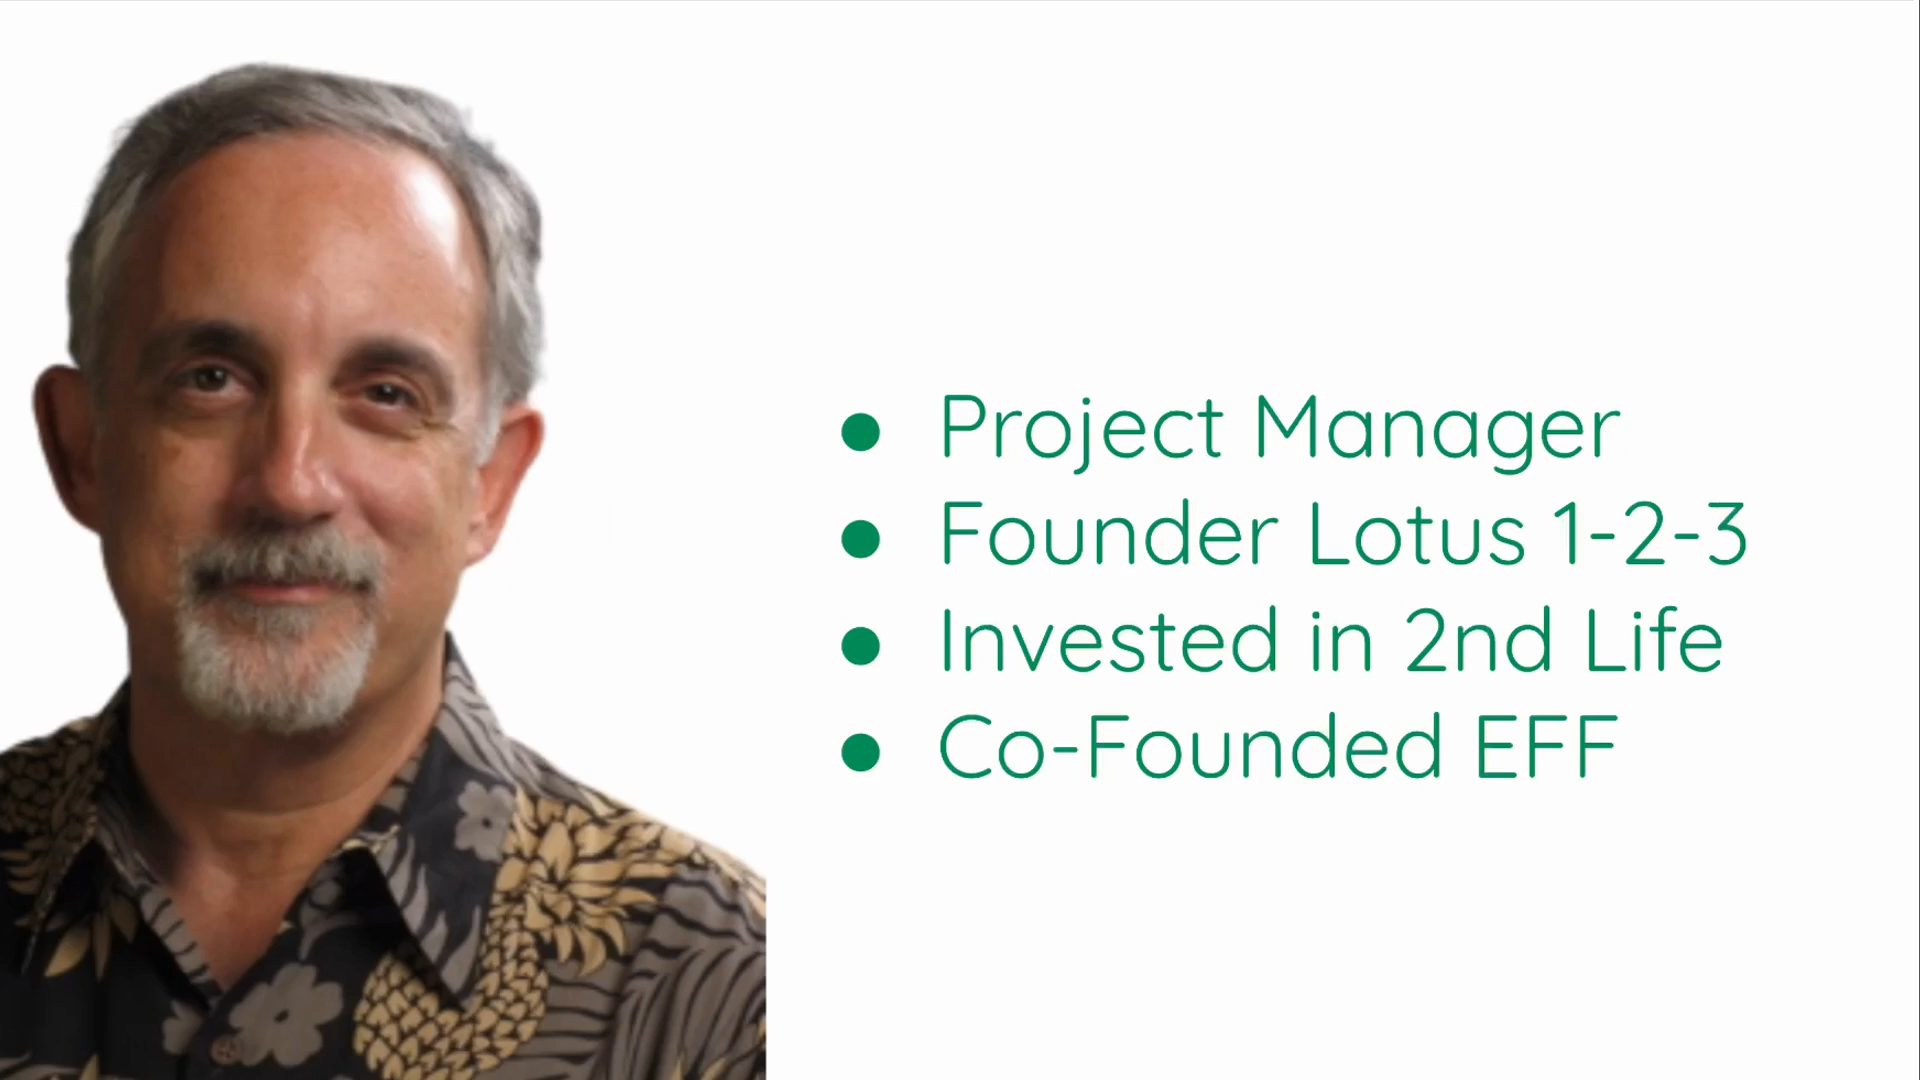 ● Project Manager
● Founder Lotus 1-2-3
● Invested in 2nd Life
● Co-Founded EFF